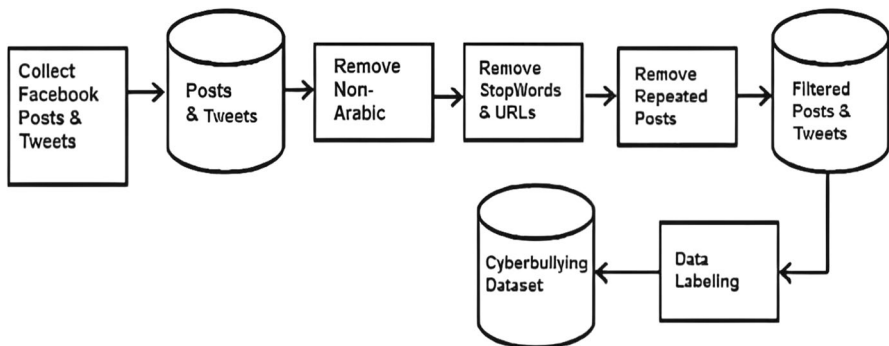 Collect
Facebook
Posts &
Tweets
Posts
& Tweets
Remove
Non-
Arabic
Remove
StopWords
& URLs
Remove
Repeated
Posts
Filtered
Posts &
Tweets
Cyberbullying
Dataset
Data
Labeling